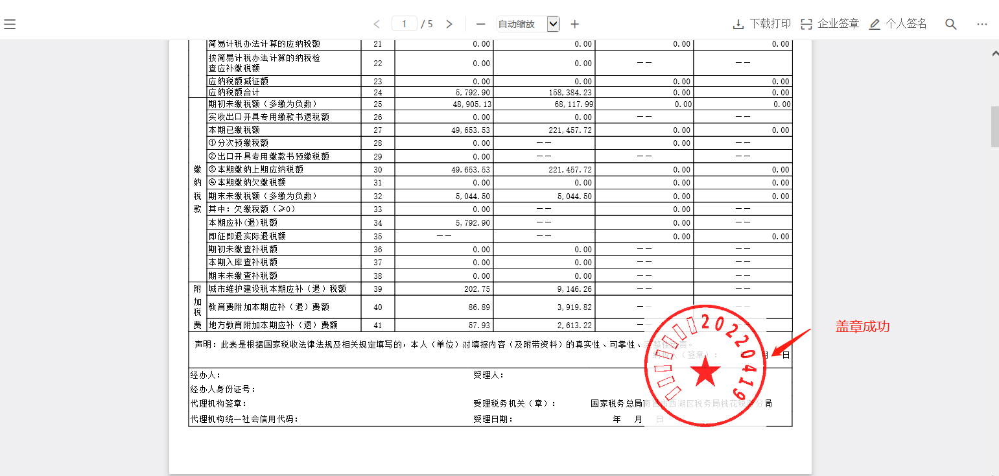 1 / 5 自动缩放 下载打印 企业签章 个人签名
简易计税办法计算的应纳税额 21 0.00 0.00 0.00 0.00
按简易计税办法计算的纳税检
查应补缴税额 22 0.00 0.00 —— ——
应纳税额减征额 23 0.00 0.00 0.00 0.00
应纳税额合计 24 5,792.90 158,384.23 0.00 0.00
缴纳税款
期初未缴税额（多缴为负数） 25 48,905.13 68,117.99 0.00 0.00
实收出口开具专用缴款书退税额 26 0.00 0.00 —— ——
本期已缴税额 27 49,653.53 221,457.72 0.00 0.00
①分次预缴税额 28 0.00 —— 0.00 ——
②出口开具专用缴款书预缴税额 29 0.00 —— —— ——
③本期缴纳上期应纳税额 30 49,653.53 221,457.72 0.00 0.00
④本期缴纳欠缴税额 31 0.00 0.00 0.00 0.00
期末未缴税额（多缴为负数） 32 5,044.50 5,044.50 0.00 0.00
其中：欠缴税额（≥0） 33 0.00 —— 0.00 ——
本期应补(退)税额 34 5,792.90 —— 0.00 ——
即征即退实际退税额 35 —— —— 0.00 0.00
期初未缴查补税额 36 0.00 0.00 —— ——
本期入库查补税额 37 0.00 0.00 —— ——
期末未缴查补税额 38 0.00 0.00 —— ——
附加税费
城市维护建设税本期应补（退）税额 39 202.75 9,146.26 —— ——
教育费附加本期应补（退）费额 40 86.89 3,919.82 —— ——
地方教育附加本期应补（退）费额 41 57.93 2,613.22 ——
20220419
盖章成功
声明：此表是根据国家税收法律法规及相关规定填写的，本人（单位）对填报内容（及附带资料）的真实性、可靠性、完整性负责。
（签章）： 月 日
经办人： 受理人：
经办人身份证号：
代理机构签章： 受理税务机关（章）： 国家税务总局南昌市西湖区税务局桃花税务分局
代理机构统一社会信用代码： 受理日期： 年 月 日